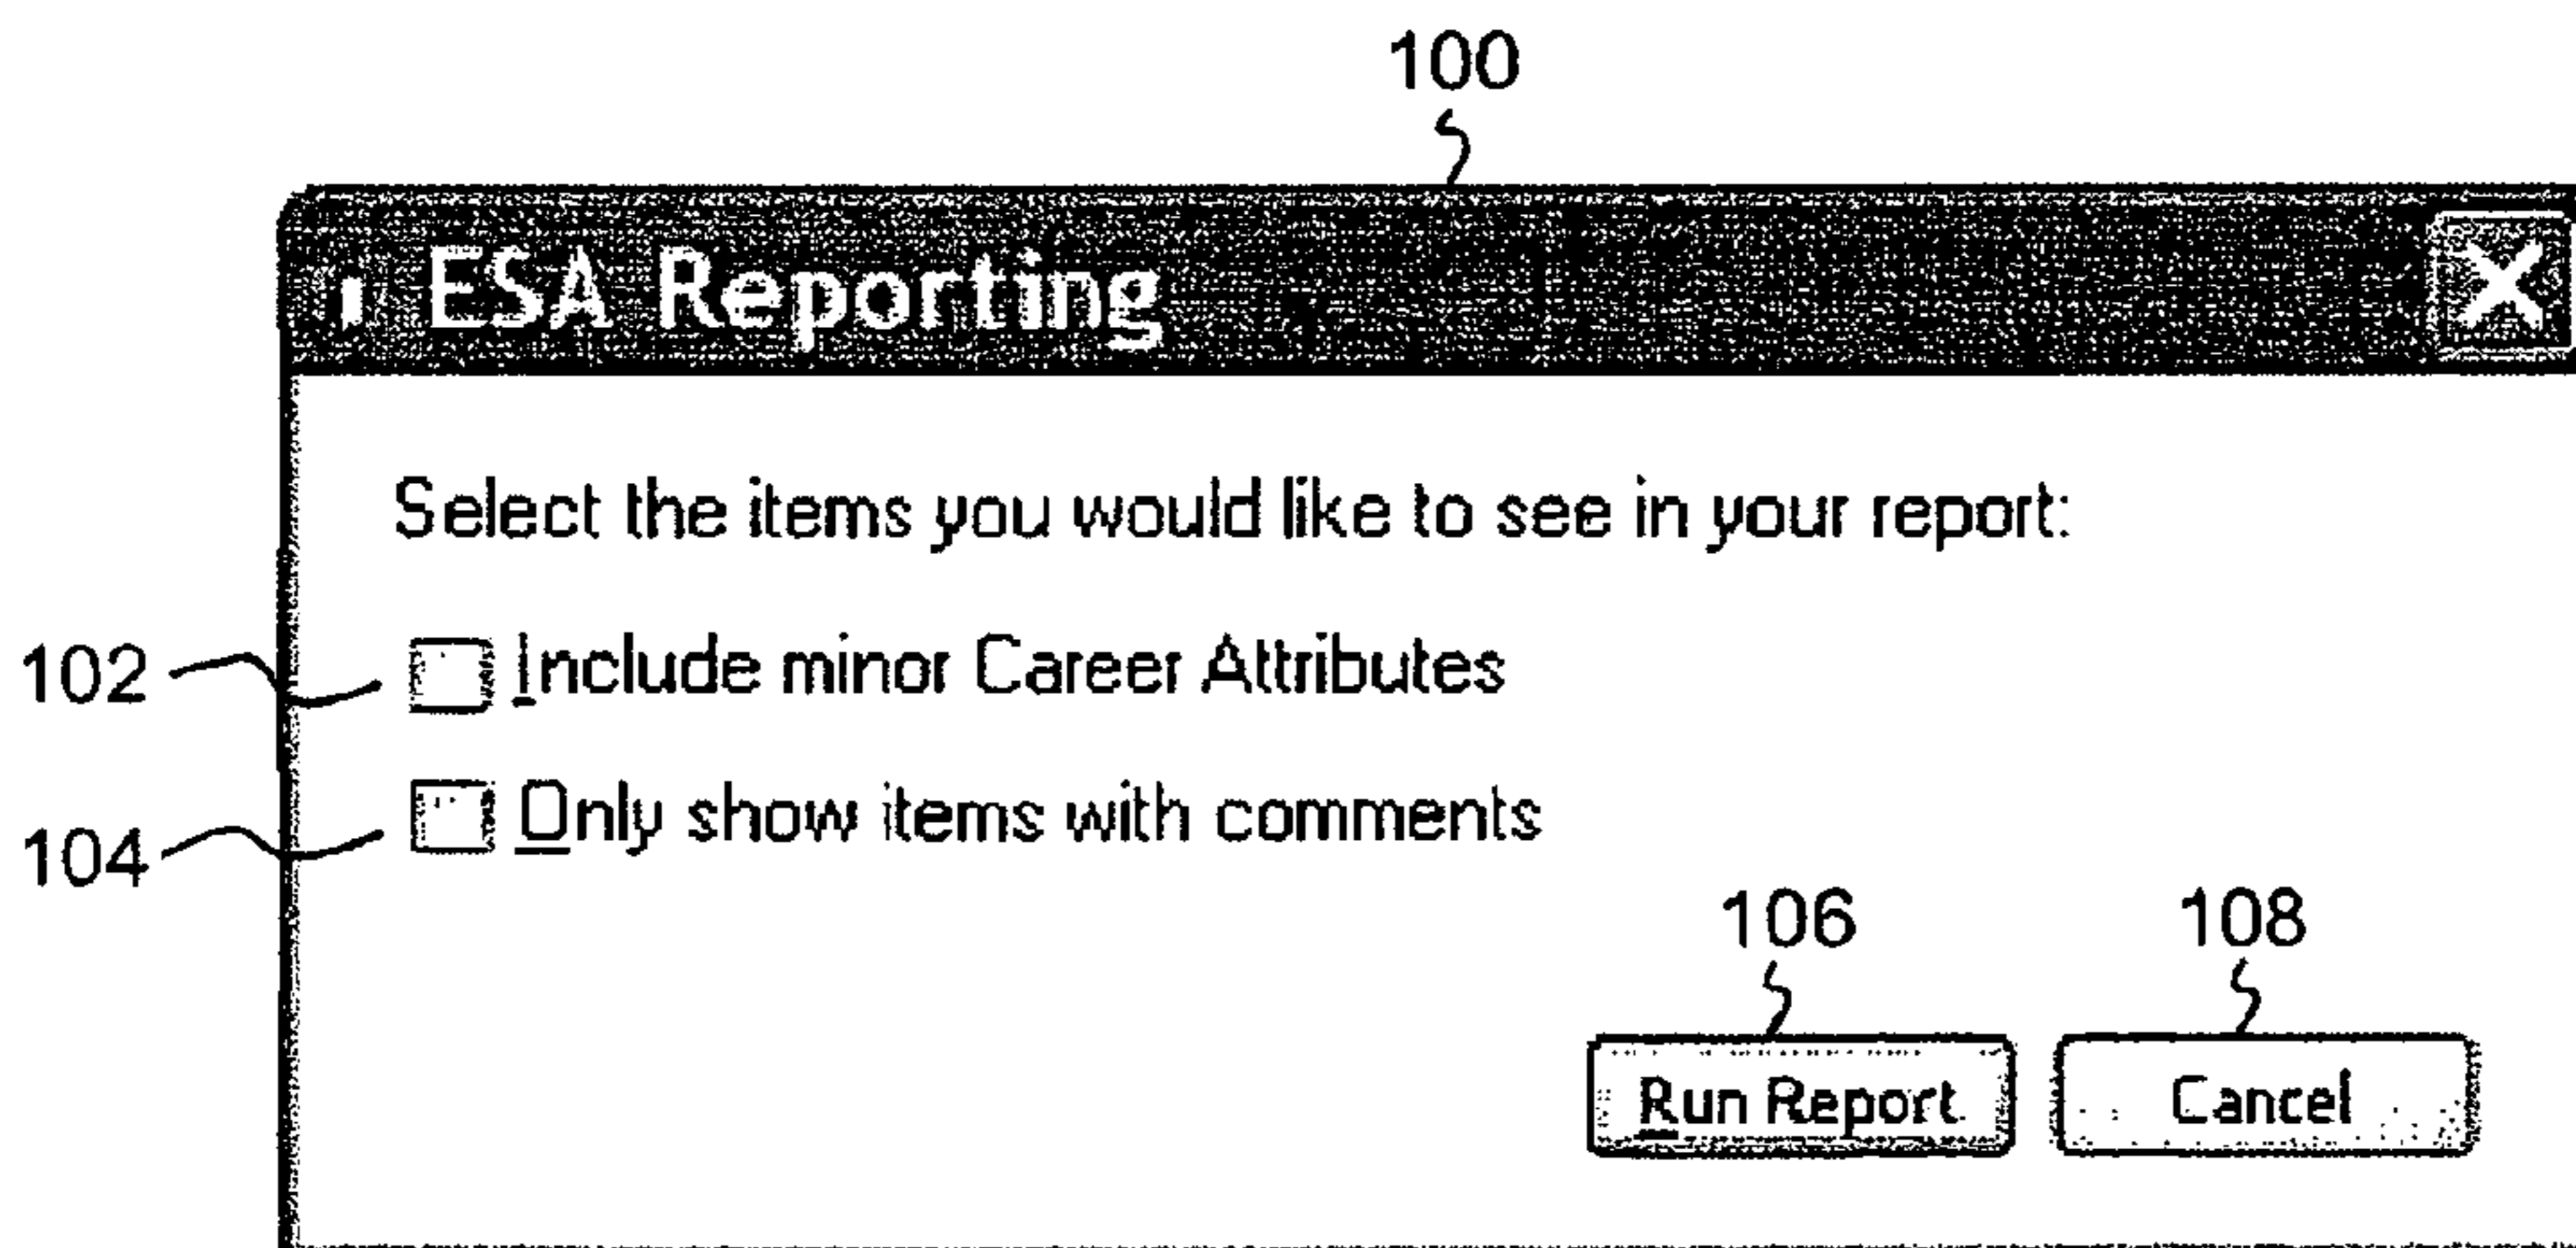 100
ESA Reporting
Select the items you would like to see in your report:
102
Include minor Career Attributes
104
Only show items with comments
106
108
Run Report
Cancel